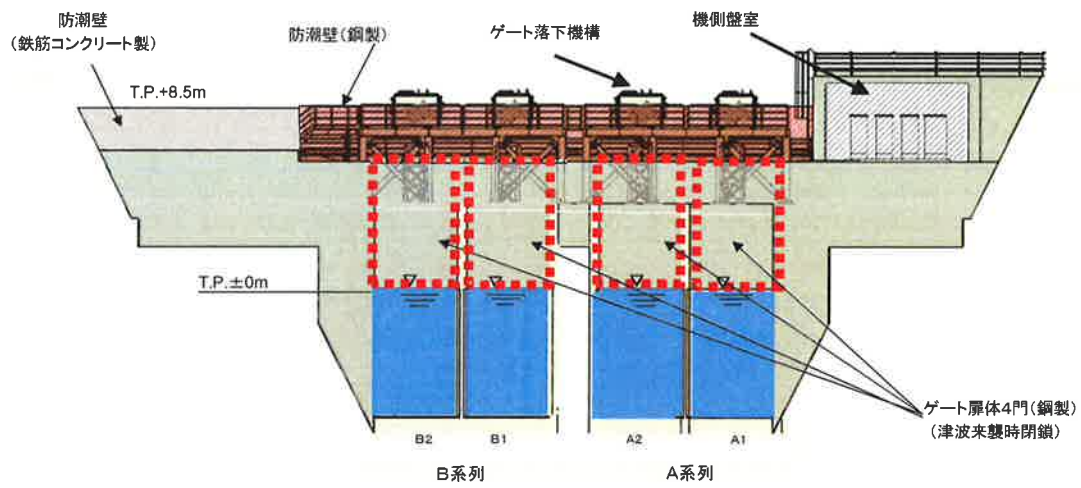 防潮壁
(鉄筋コンクリート製)
防潮壁(鋼製)
ゲート落下機構
機側盤室
T.P.+8.5m
T.P.±0m
ゲート扉体4門(鋼製)
(津波来襲時閉鎖)
B2
B1
A2
A1
B系列
A系列